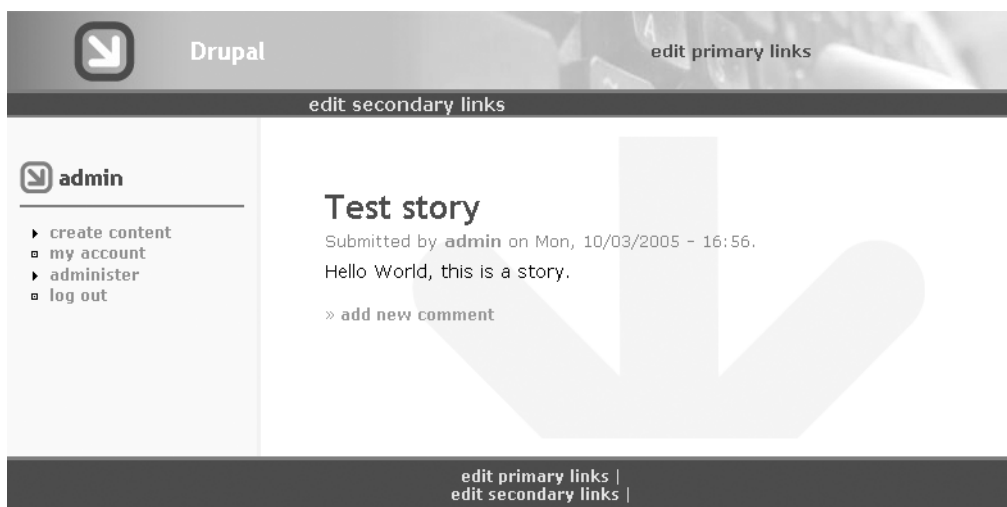 Drupal
edit primary links
edit secondary links
admin
create content
my account
administer
log out
Test story
Submitted by admin on Mon, 10/03/2005 - 16:56.
Hello World, this is a story.
» add new comment
edit primary links |
edit secondary links |